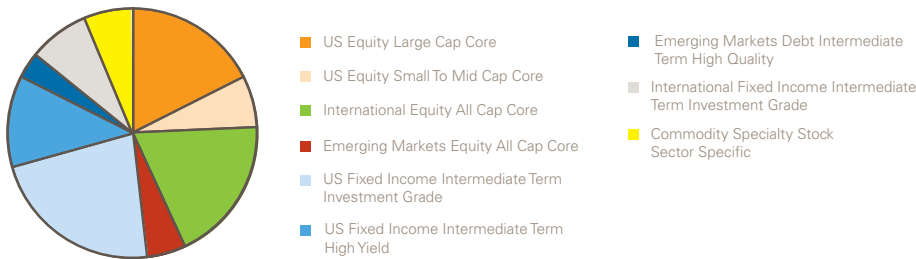 US Equity Large Cap Core
US Equity Small To Mid Cap Core
International Equity All Cap Core
Emerging Markets Equity All Cap Core
US Fixed Income Intermediate Term
Investment Grade
US Fixed Income Intermediate Term
High Yield
Emerging Markets Debt Intermediate
Term High Quality
International Fixed Income Intermediate
Term Investment Grade
Commodity Specialty Stock
Sector Specific